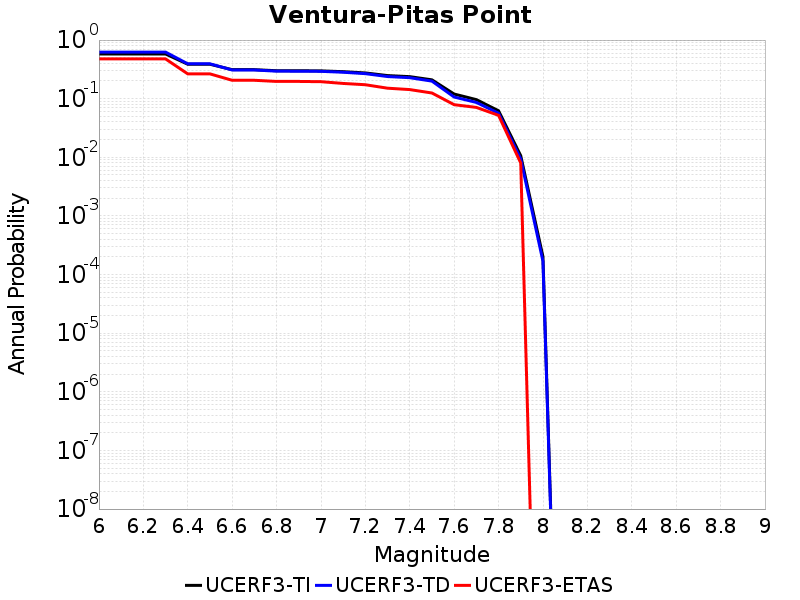 Ventura-Pitas Point
Annual Probability
10^0
10^-1
10^-2
10^-3
10^-4
10^-5
10^-6
10^-7
10^-8
6 6.2 6.4 6.6 6.8 7 7.2 7.4 7.6 7.8 8 8.2 8.4 8.6 8.8 9
Magnitude
UCERF3-TI UCERF3-TD UCERF3-ETAS